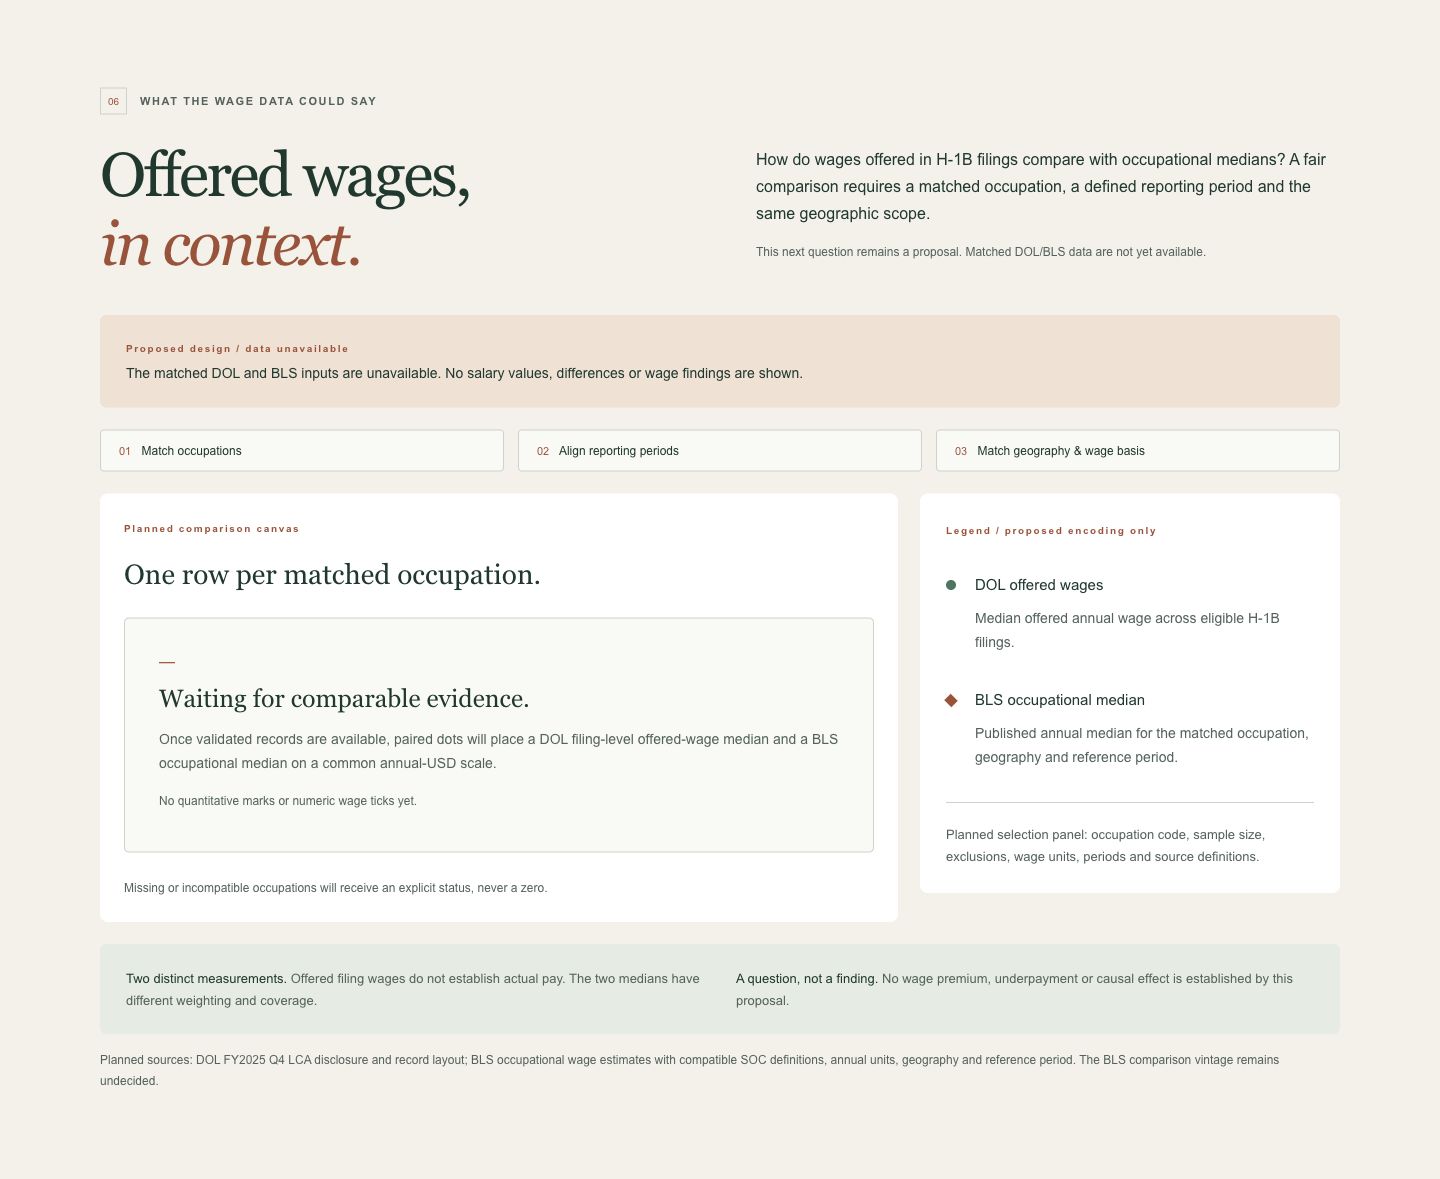 06 WHAT THE WAGE DATA COULD SAY
Offered wages,
in context.
How do wages offered in H-1B filings compare with occupational medians? A fair
comparison requires a matched occupation, a defined reporting period and the
same geographic scope.
This next question remains a proposal. Matched DOL/BLS data are not yet available.
Proposed design / data unavailable
The matched DOL and BLS inputs are unavailable. No salary values, differences or wage findings are shown.
01 Match occupations
02 Align reporting periods
03 Match geography & wage basis
Planned comparison canvas
One row per matched occupation.
—
Waiting for comparable evidence.
Once validated records are available, paired dots will place a DOL filing-level offered-wage median and a BLS
occupational median on a common annual-USD scale.
No quantitative marks or numeric wage ticks yet.
Missing or incompatible occupations will receive an explicit status, never a zero.
Legend / proposed encoding only
DOL offered wages
Median offered annual wage across eligible H-1B
filings.
BLS occupational median
Published annual median for the matched occupation,
geography and reference period.
Planned selection panel: occupation code, sample size,
exclusions, wage units, periods and source definitions.
Two distinct measurements. Offered filing wages do not establish actual pay. The two medians have
different weighting and coverage.
A question, not a finding. No wage premium, underpayment or causal effect is established by this
proposal.
Planned sources: DOL FY2025 Q4 LCA disclosure and record layout; BLS occupational wage estimates with compatible SOC definitions, annual units, geography and reference period. The BLS comparison vintage remains
undecided.